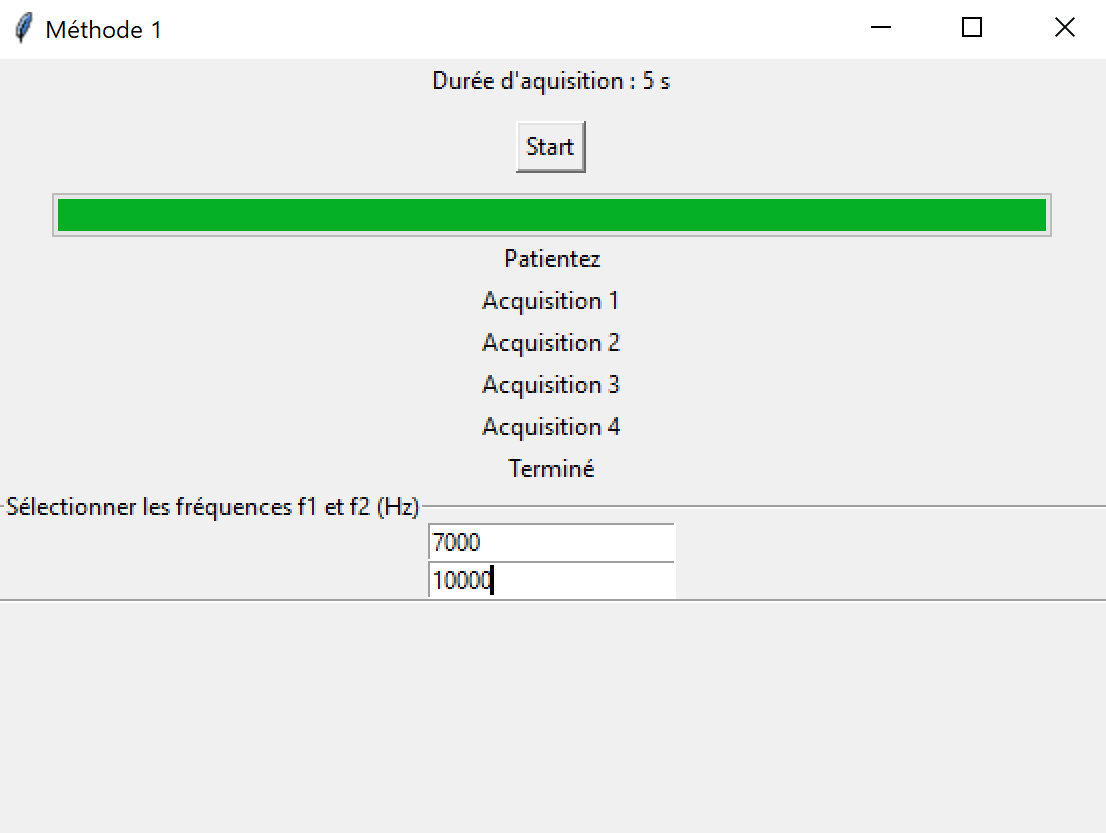 Méthode 1
Durée d'aquisition : 5 s
Start
Patientez
Acquisition 1
Acquisition 2
Acquisition 3
Acquisition 4
Terminé
Sélectionner les fréquences f1 et f2 (Hz)
7000
10000